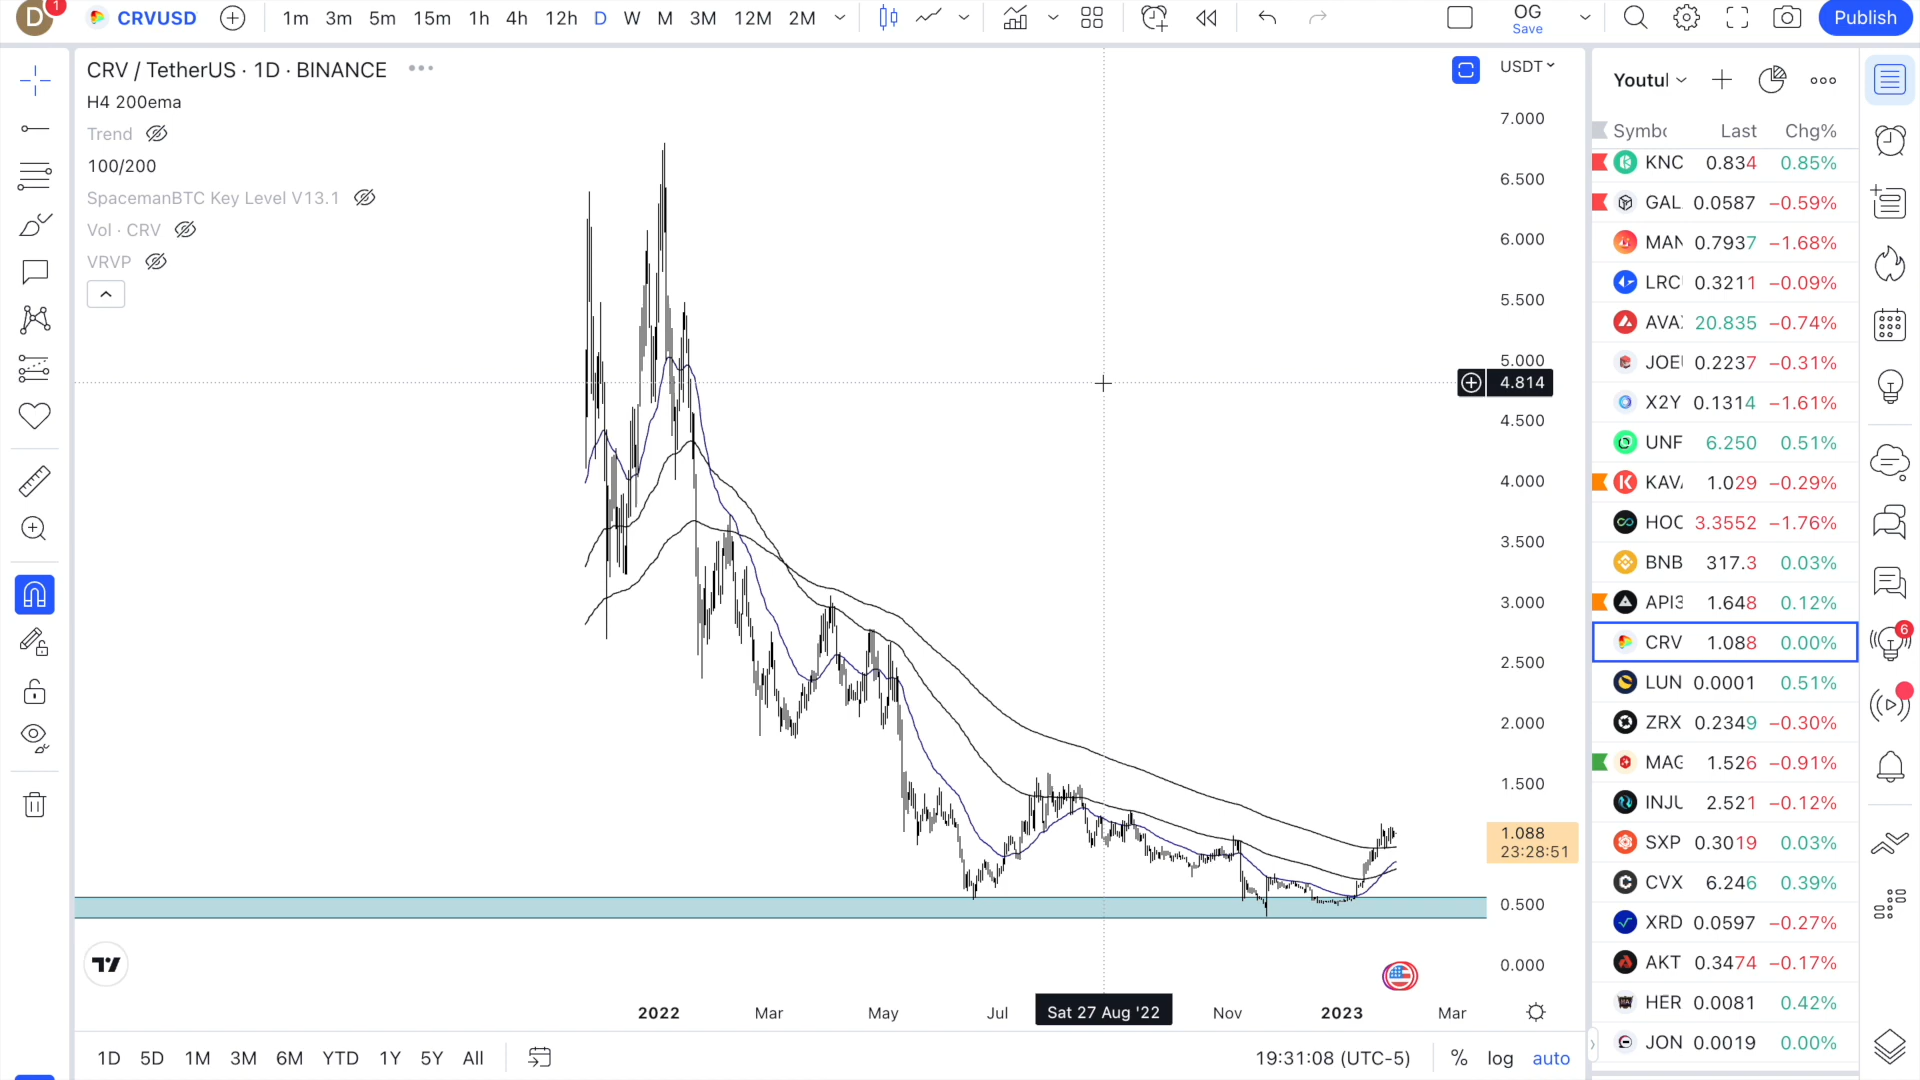 D 1 CRVUSD 1m 3m 5m 15m 1h 4h 12h D W M 3M 12M 2M OG Save Publish
CRV / TetherUS · 1D · BINANCE
H4 200ema
Trend
100/200
SpacemanBTC Key Level V13.1
Vol · CRV
VRVP
USDT
7.000
6.500
6.000
5.500
5.000
4.814
4.500
4.000
3.500
3.000
2.500
2.000
1.500
1.088
23:28:51
0.500
0.000
2022 Mar May Jul Sat 27 Aug '22 Nov 2023 Mar
1D 5D 1M 3M 6M YTD 1Y 5Y All 19:31:08 (UTC-5) % log auto
Youtul
Symbo Last Chg%
KNC 0.834 0.85%
GAL 0.0587 −0.59%
MAN 0.7937 −1.68%
LRC 0.3211 −0.09%
AVA 20.835 −0.74%
JOE 0.2237 −0.31%
X2Y 0.1314 −1.61%
UNF 6.250 0.51%
KAV 1.029 −0.29%
HOC 3.3552 −1.76%
BNB 317.3 0.03%
API3 1.648 0.12%
CRV 1.088 0.00%
LUN 0.0001 0.51%
ZRX 0.2349 −0.30%
MAG 1.526 −0.91%
INJU 2.521 −0.12%
SXP 0.3019 0.03%
CVX 6.246 0.39%
XRD 0.0597 −0.27%
AKT 0.3474 −0.17%
HER 0.0081 0.42%
JON 0.0019 0.00%
6